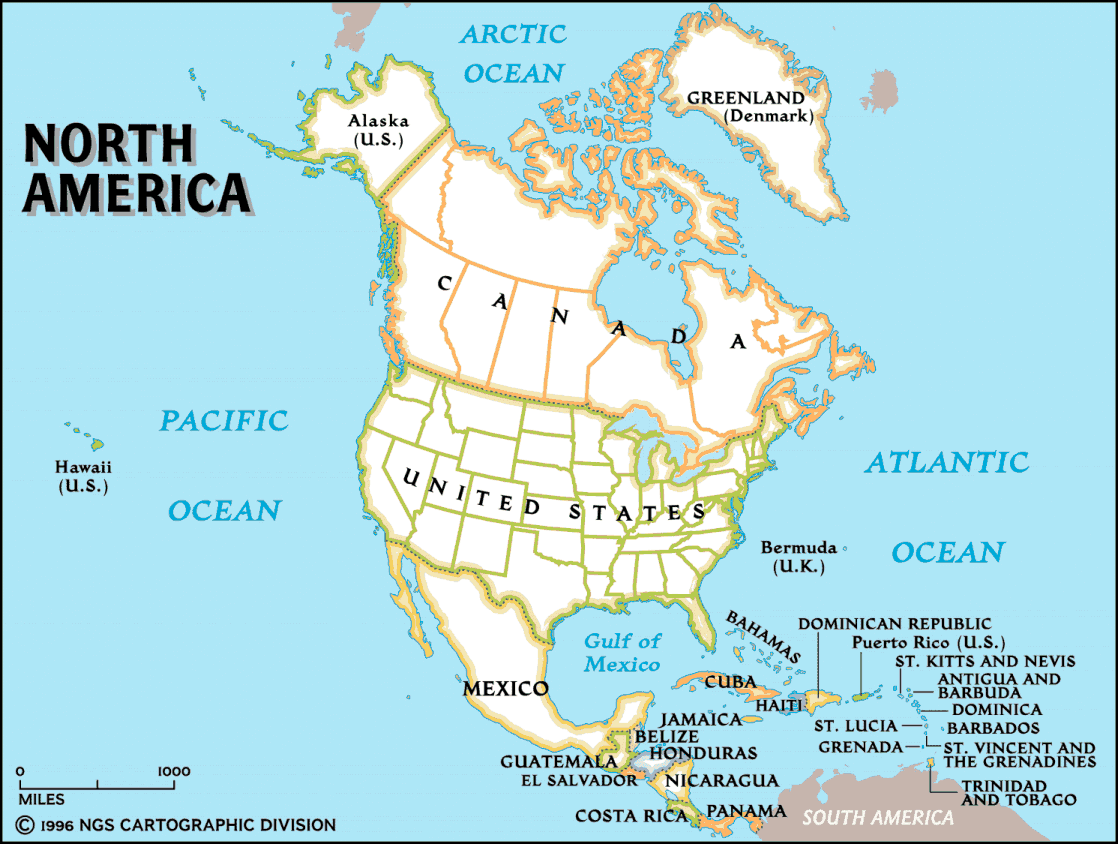 ARCTIC
OCEAN
GREENLAND
(Denmark)
Alaska
(U.S.)
NORTH
AMERICA
CANADA
PACIFIC
OCEAN
Hawaii
(U.S.)
UNITED STATES
ATLANTIC
OCEAN
Bermuda
(U.K.)
Gulf of
Mexico
BAHAMAS
DOMINICAN REPUBLIC
Puerto Rico (U.S.)
ST. KITTS AND NEVIS
ANTIGUA AND
BARBUDA
DOMINICA
MEXICO
CUBA
HAITI
JAMAICA
ST. LUCIA
BARBADOS
BELIZE
GRENADA
ST. VINCENT AND
THE GRENADINES
HONDURAS
GUATEMALA
EL SALVADOR
NICARAGUA
TRINIDAD
AND TOBAGO
COSTA RICA
PANAMA
SOUTH AMERICA
0 1000
MILES
© 1996 NGS CARTOGRAPHIC DIVISION